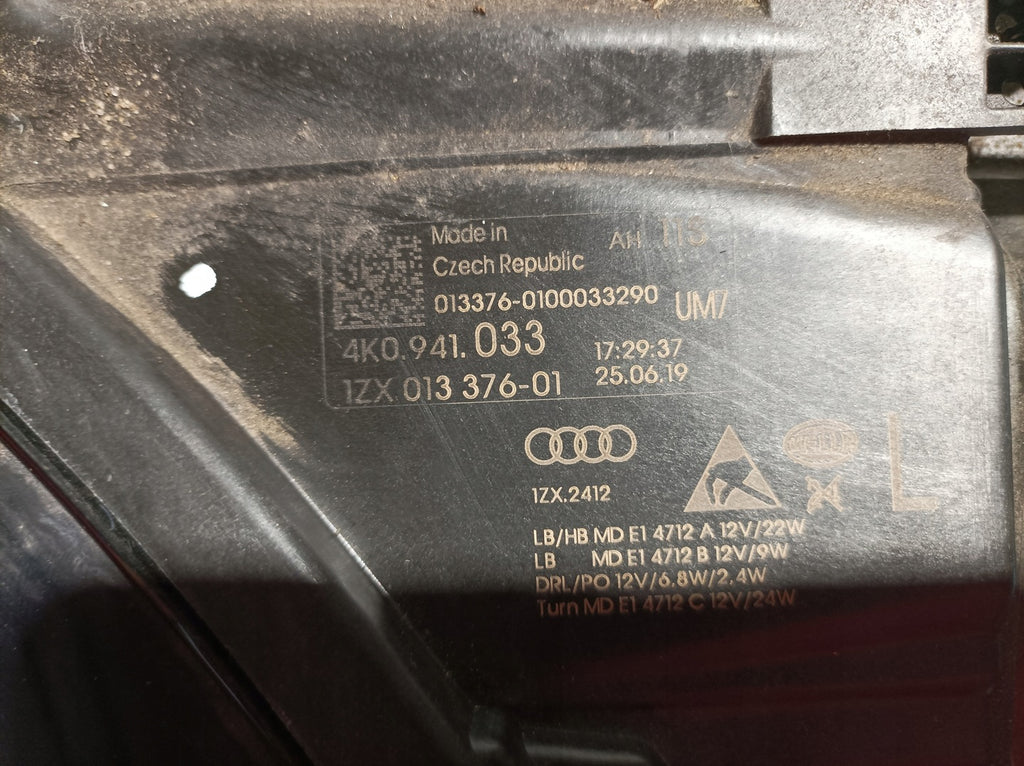 Made in
Czech Republic
013376-0100033290
UM7
4K0.941.033
17:29:37
1ZX.013 376-01
25.06.19
1ZX.2412
L
LB/HB MD E1 4712 A 12V/22W
LB MD E1 4712 B 12V/9W
DRL/PO 12V/6.8W/2.4W
Turn MD E1 4712 C 12V/24W